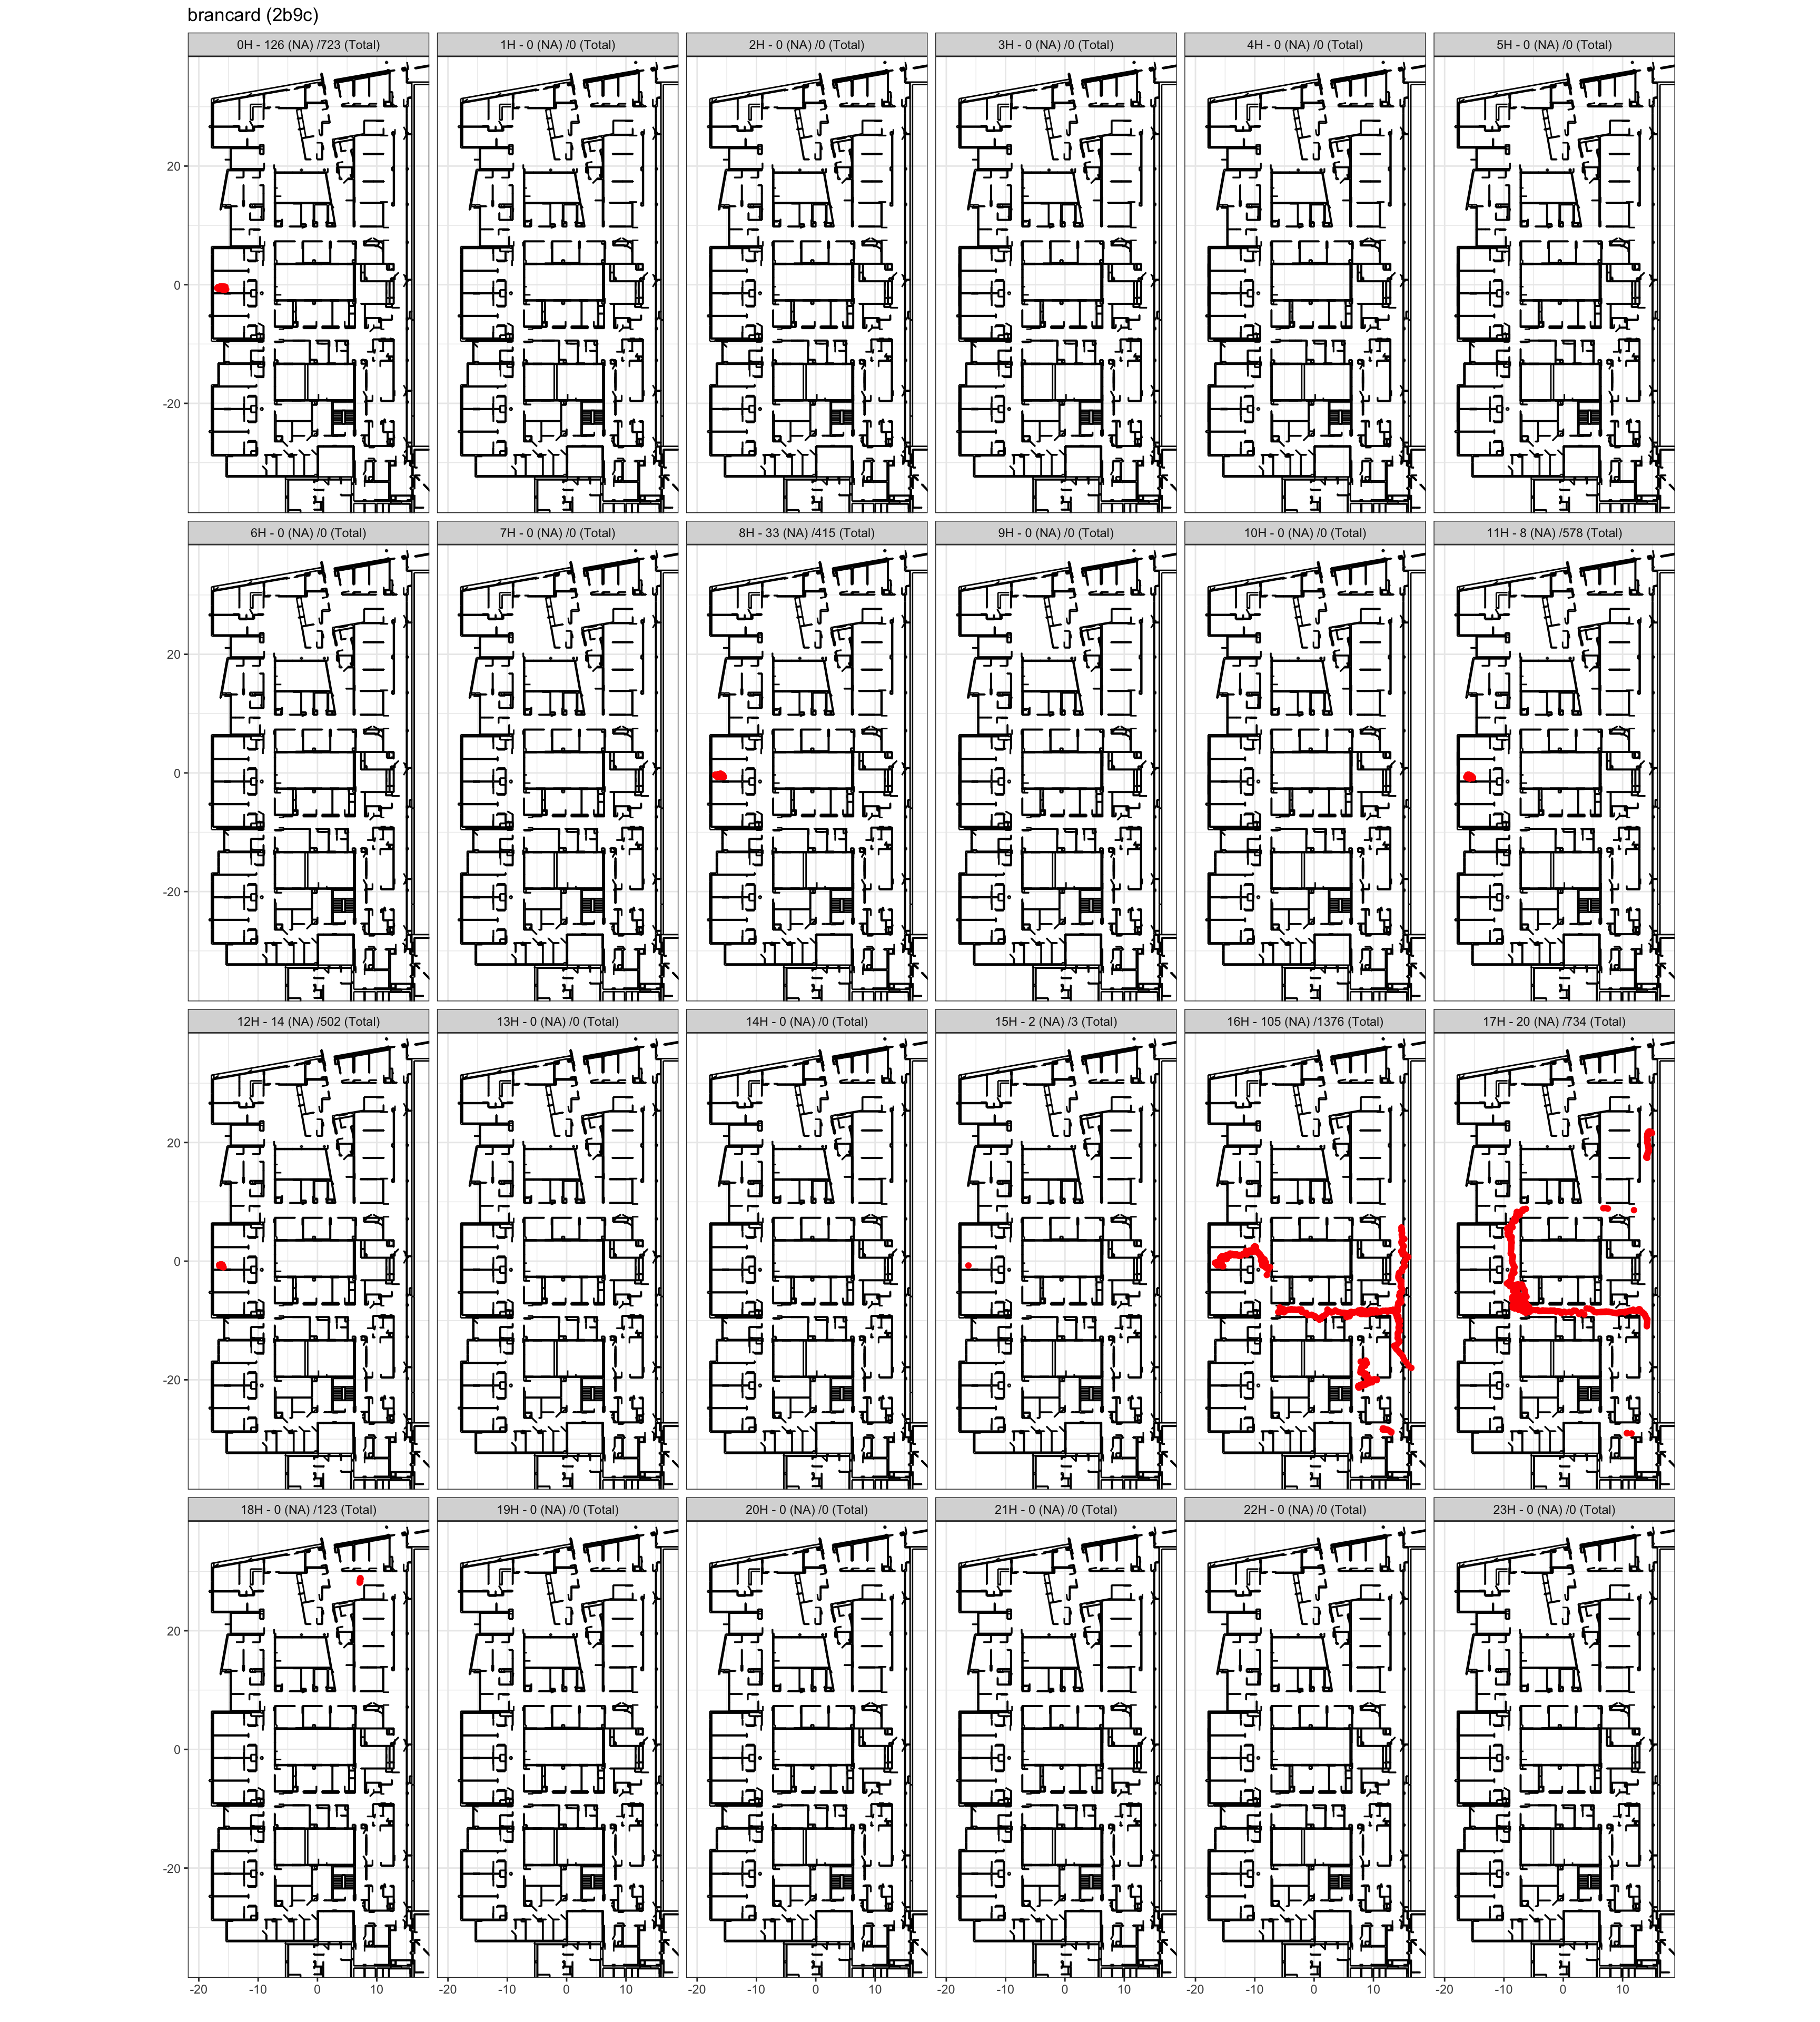 brancard (2b9c)
0H - 126 (NA) /723 (Total)
1H - 0 (NA) /0 (Total)
2H - 0 (NA) /0 (Total)
3H - 0 (NA) /0 (Total)
4H - 0 (NA) /0 (Total)
5H - 0 (NA) /0 (Total)
20
0
-20
6H - 0 (NA) /0 (Total)
7H - 0 (NA) /0 (Total)
8H - 33 (NA) /415 (Total)
9H - 0 (NA) /0 (Total)
10H - 0 (NA) /0 (Total)
11H - 8 (NA) /578 (Total)
20
0
-20
12H - 14 (NA) /502 (Total)
13H - 0 (NA) /0 (Total)
14H - 0 (NA) /0 (Total)
15H - 2 (NA) /3 (Total)
16H - 105 (NA) /1376 (Total)
17H - 20 (NA) /734 (Total)
20
0
-20
18H - 0 (NA) /123 (Total)
19H - 0 (NA) /0 (Total)
20H - 0 (NA) /0 (Total)
21H - 0 (NA) /0 (Total)
22H - 0 (NA) /0 (Total)
23H - 0 (NA) /0 (Total)
20
0
-20
-20 -10 0 10
-20 -10 0 10
-20 -10 0 10
-20 -10 0 10
-20 -10 0 10
-20 -10 0 10